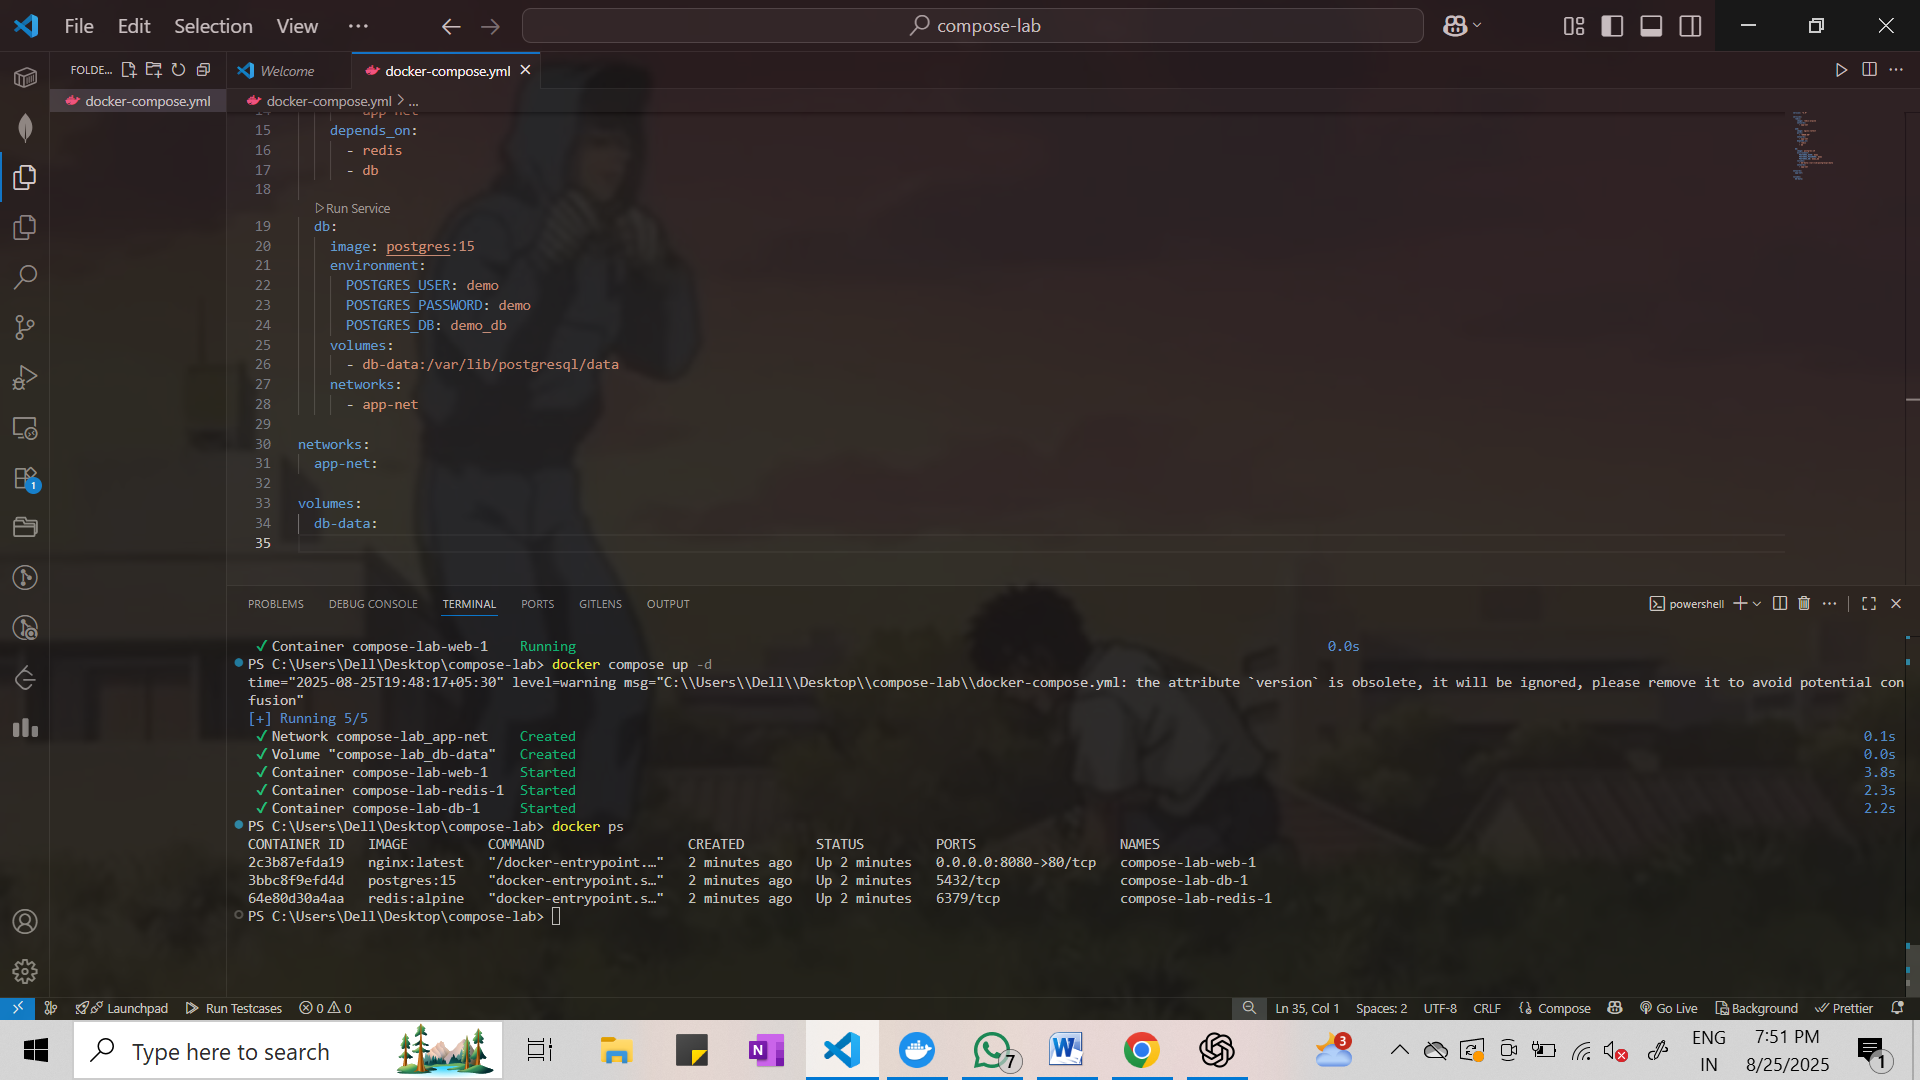 File Edit Selection View ··· compose-lab
FOLDE... Welcome docker-compose.yml
docker-compose.yml docker-compose.yml > ...
14 - app-net
15 depends_on:
16 - redis
17 - db
18
Run Service
19 db:
20 image: postgres:15
21 environment:
22 POSTGRES_USER: demo
23 POSTGRES_PASSWORD: demo
24 POSTGRES_DB: demo_db
25 volumes:
26 - db-data:/var/lib/postgresql/data
27 networks:
28 - app-net
29
30 networks:
31 app-net:
32
33 volumes:
34 db-data:
35
1
PROBLEMS DEBUG CONSOLE TERMINAL PORTS GITLENS OUTPUT powershell
✓ Container compose-lab-web-1 Running 0.0s
PS C:\Users\Dell\Desktop\compose-lab> docker compose up -d
time="2025-08-25T19:48:17+05:30" level=warning msg="C:\\Users\\Dell\\Desktop\\compose-lab\\docker-compose.yml: the attribute `version` is obsolete, it will be ignored, please remove it to avoid potential con
fusion"
[+] Running 5/5
✓ Network compose-lab_app-net Created 0.1s
✓ Volume "compose-lab_db-data" Created 0.0s
✓ Container compose-lab-web-1 Started 3.8s
✓ Container compose-lab-redis-1 Started 2.3s
✓ Container compose-lab-db-1 Started 2.2s
PS C:\Users\Dell\Desktop\compose-lab> docker ps
CONTAINER ID IMAGE COMMAND CREATED STATUS PORTS NAMES
2c3b87efda19 nginx:latest "/docker-entrypoint.…" 2 minutes ago Up 2 minutes 0.0.0.0:8080->80/tcp compose-lab-web-1
3bbc8f9efd4d postgres:15 "docker-entrypoint.s…" 2 minutes ago Up 2 minutes 5432/tcp compose-lab-db-1
64e80d30a4aa redis:alpine "docker-entrypoint.s…" 2 minutes ago Up 2 minutes 6379/tcp compose-lab-redis-1
PS C:\Users\Dell\Desktop\compose-lab>
Launchpad Run Testcases 0 0 Ln 35, Col 1 Spaces: 2 UTF-8 CRLF {} Compose Go Live Background Prettier
Type here to search N 7 W 3 ENG 7:51 PM
IN 8/25/2025 1